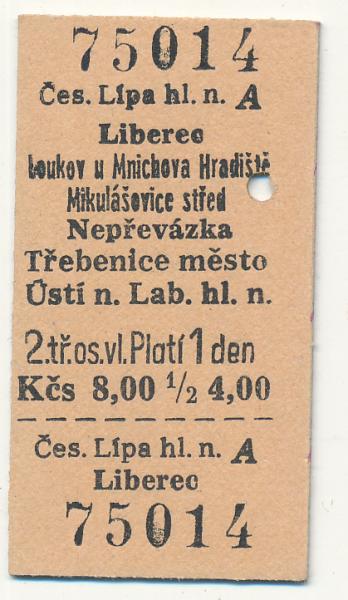 75014
Čes. Lípa hl. n. A
Liberec
Loukov u Mnichova Hradiště
Mikulášovice střed
Nepřevázka
Třebenice město
Ústí n. Lab. hl. n.
2.tř.os.vl.Platí 1 den
Kčs 8,00 ½ 4,00
Čes. Lípa hl. n. A
Liberec
75014